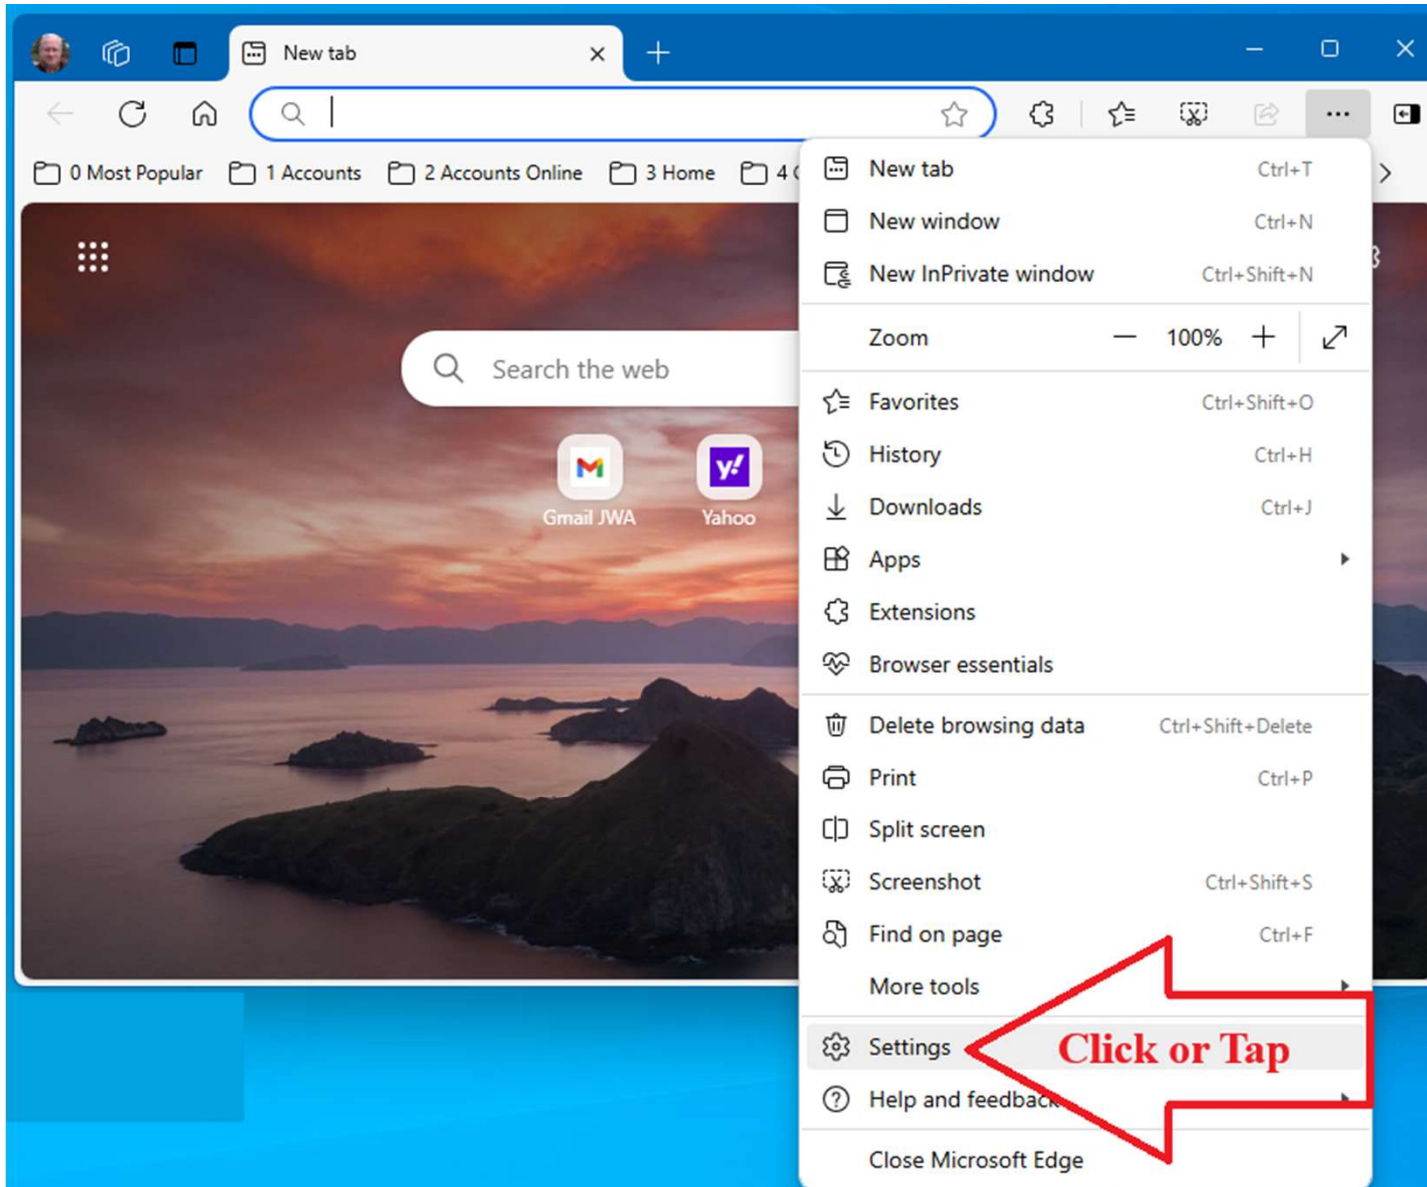 New tab
0 Most Popular 1 Accounts 2 Accounts Online 3 Home 4
New tab Ctrl+T
New window Ctrl+N
New InPrivate window Ctrl+Shift+N
Zoom — 100% +
Search the web
Favorites Ctrl+Shift+O
History Ctrl+H
Gmail JWA Yahoo
Downloads Ctrl+J
Apps
Extensions
Browser essentials
Delete browsing data Ctrl+Shift+Delete
Print Ctrl+P
Split screen
Screenshot Ctrl+Shift+S
Find on page Ctrl+F
More tools
Settings Click or Tap
Help and feedback
Close Microsoft Edge